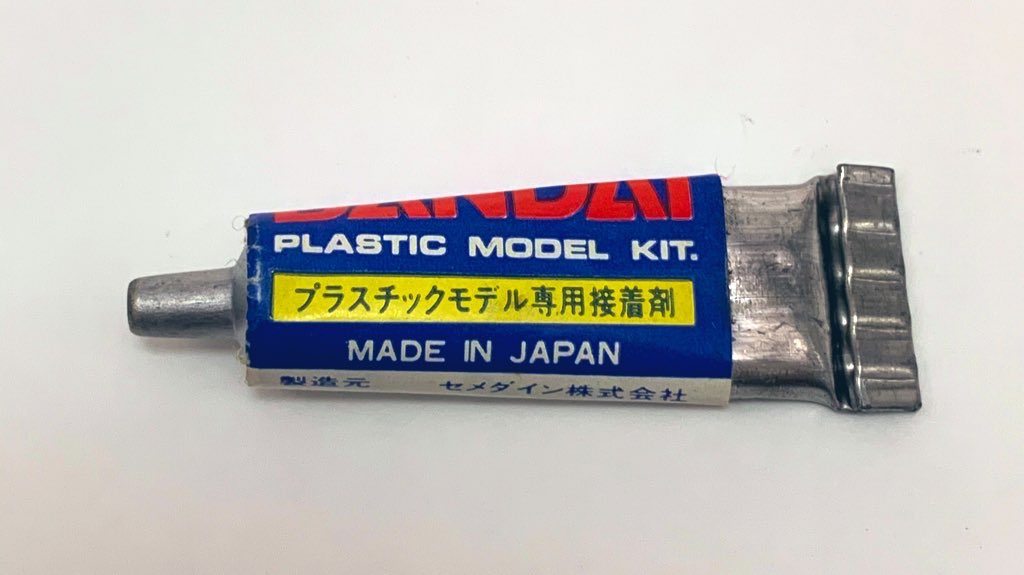 BANDAI
PLASTIC MODEL KIT.
プラスチックモデル専用接着剤
MADE IN JAPAN
製造元 セメダイン株式会社